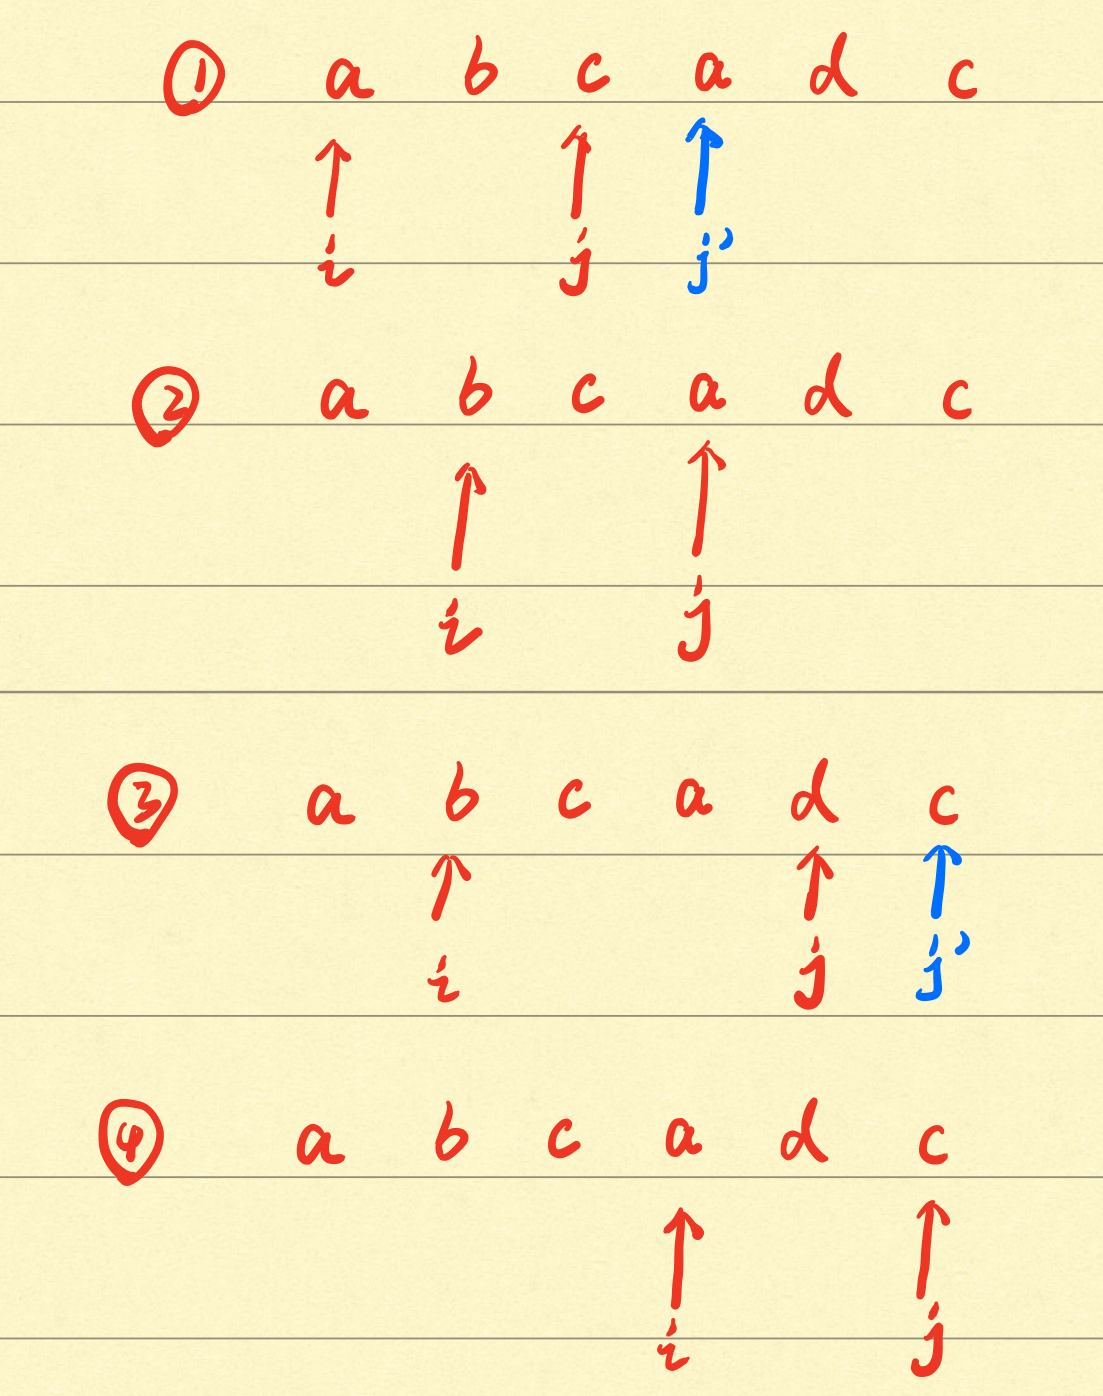 ① a b c a d c
i j j'
② a b c a d c
i j
③ a b c a d c
i j j'
④ a b c a d c
i j